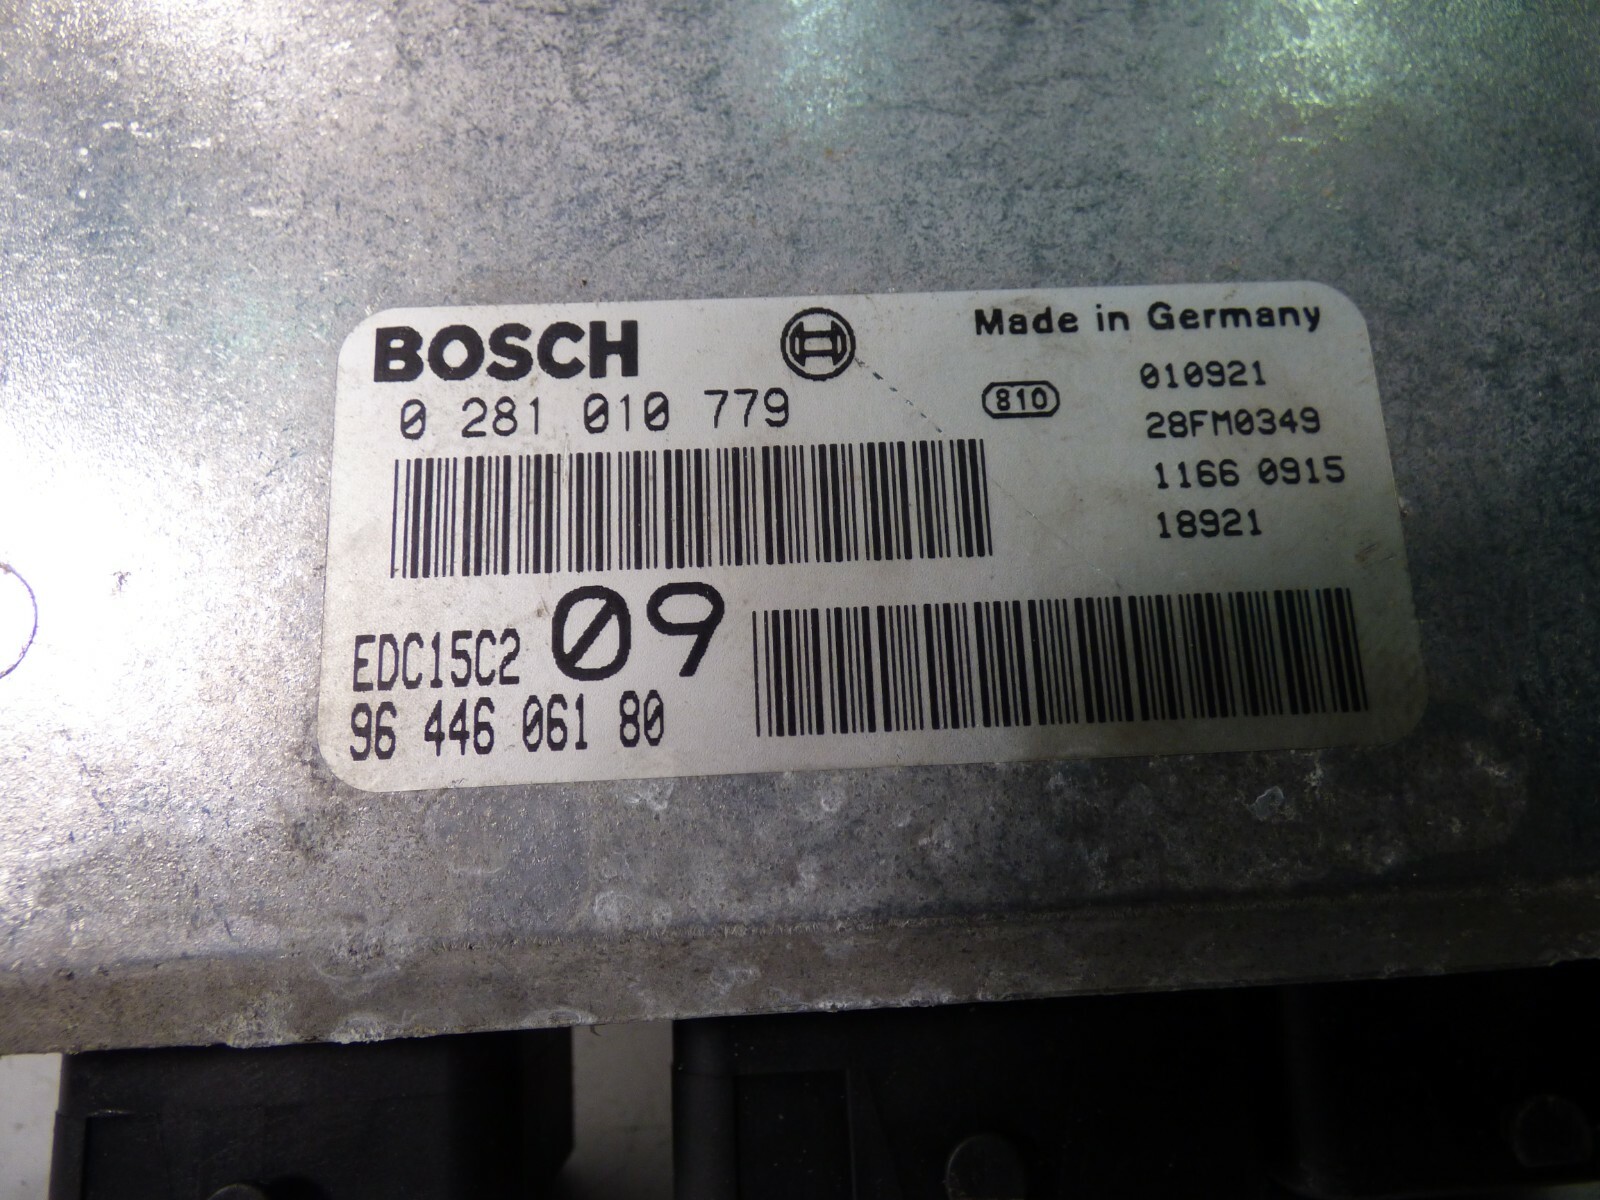 BOSCH
Made in Germany
0 281 010 779
810
010921
28FM0349
1166 0915
18921
EDC15C2 09
96 446 061 80